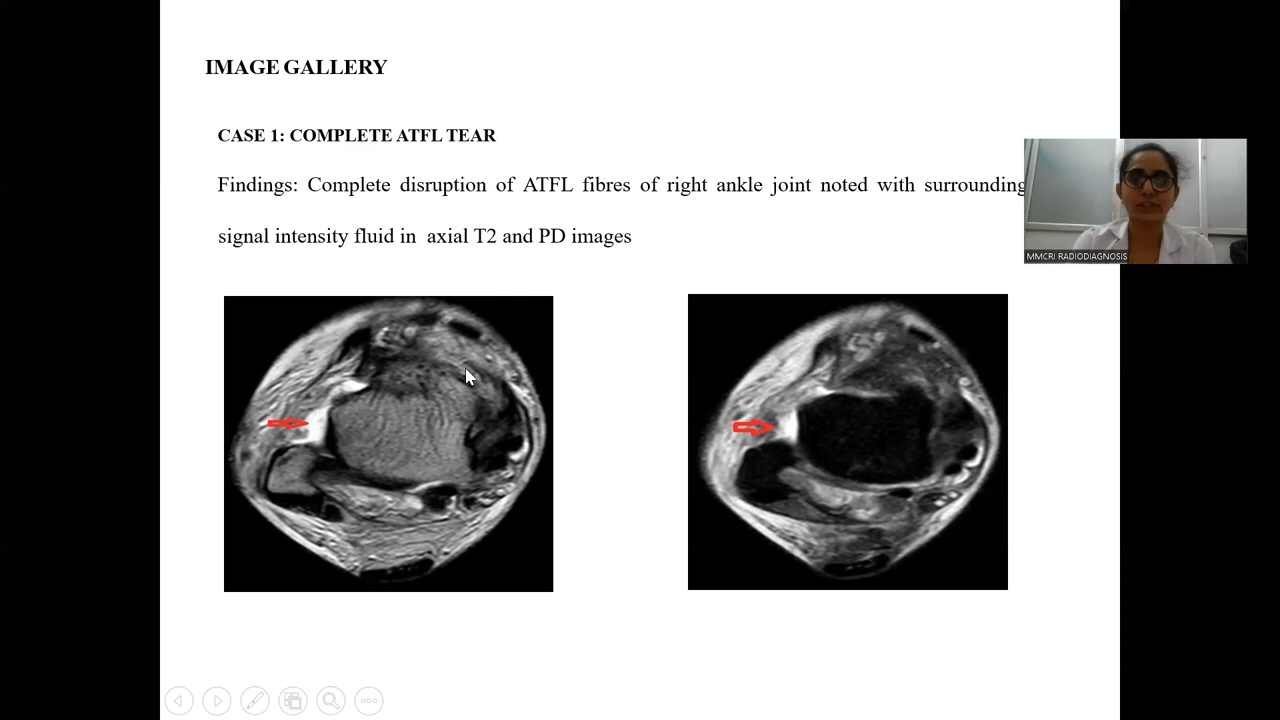 IMAGE GALLERY
CASE 1: COMPLETE ATFL TEAR
Findings: Complete disruption of ATFL fibres of right ankle joint noted with surrounding
signal intensity fluid in axial T2 and PD images
MMCRI RADIODIAGNOSIS